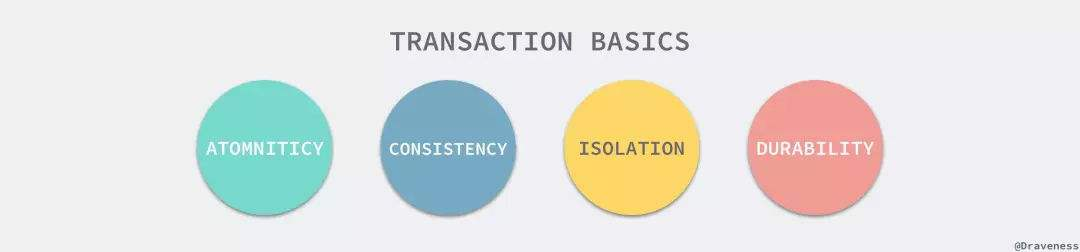 TRANSACTION BASICS
ATOMNITICY
CONSISTENCY
ISOLATION
DURABILITY
@Draveness